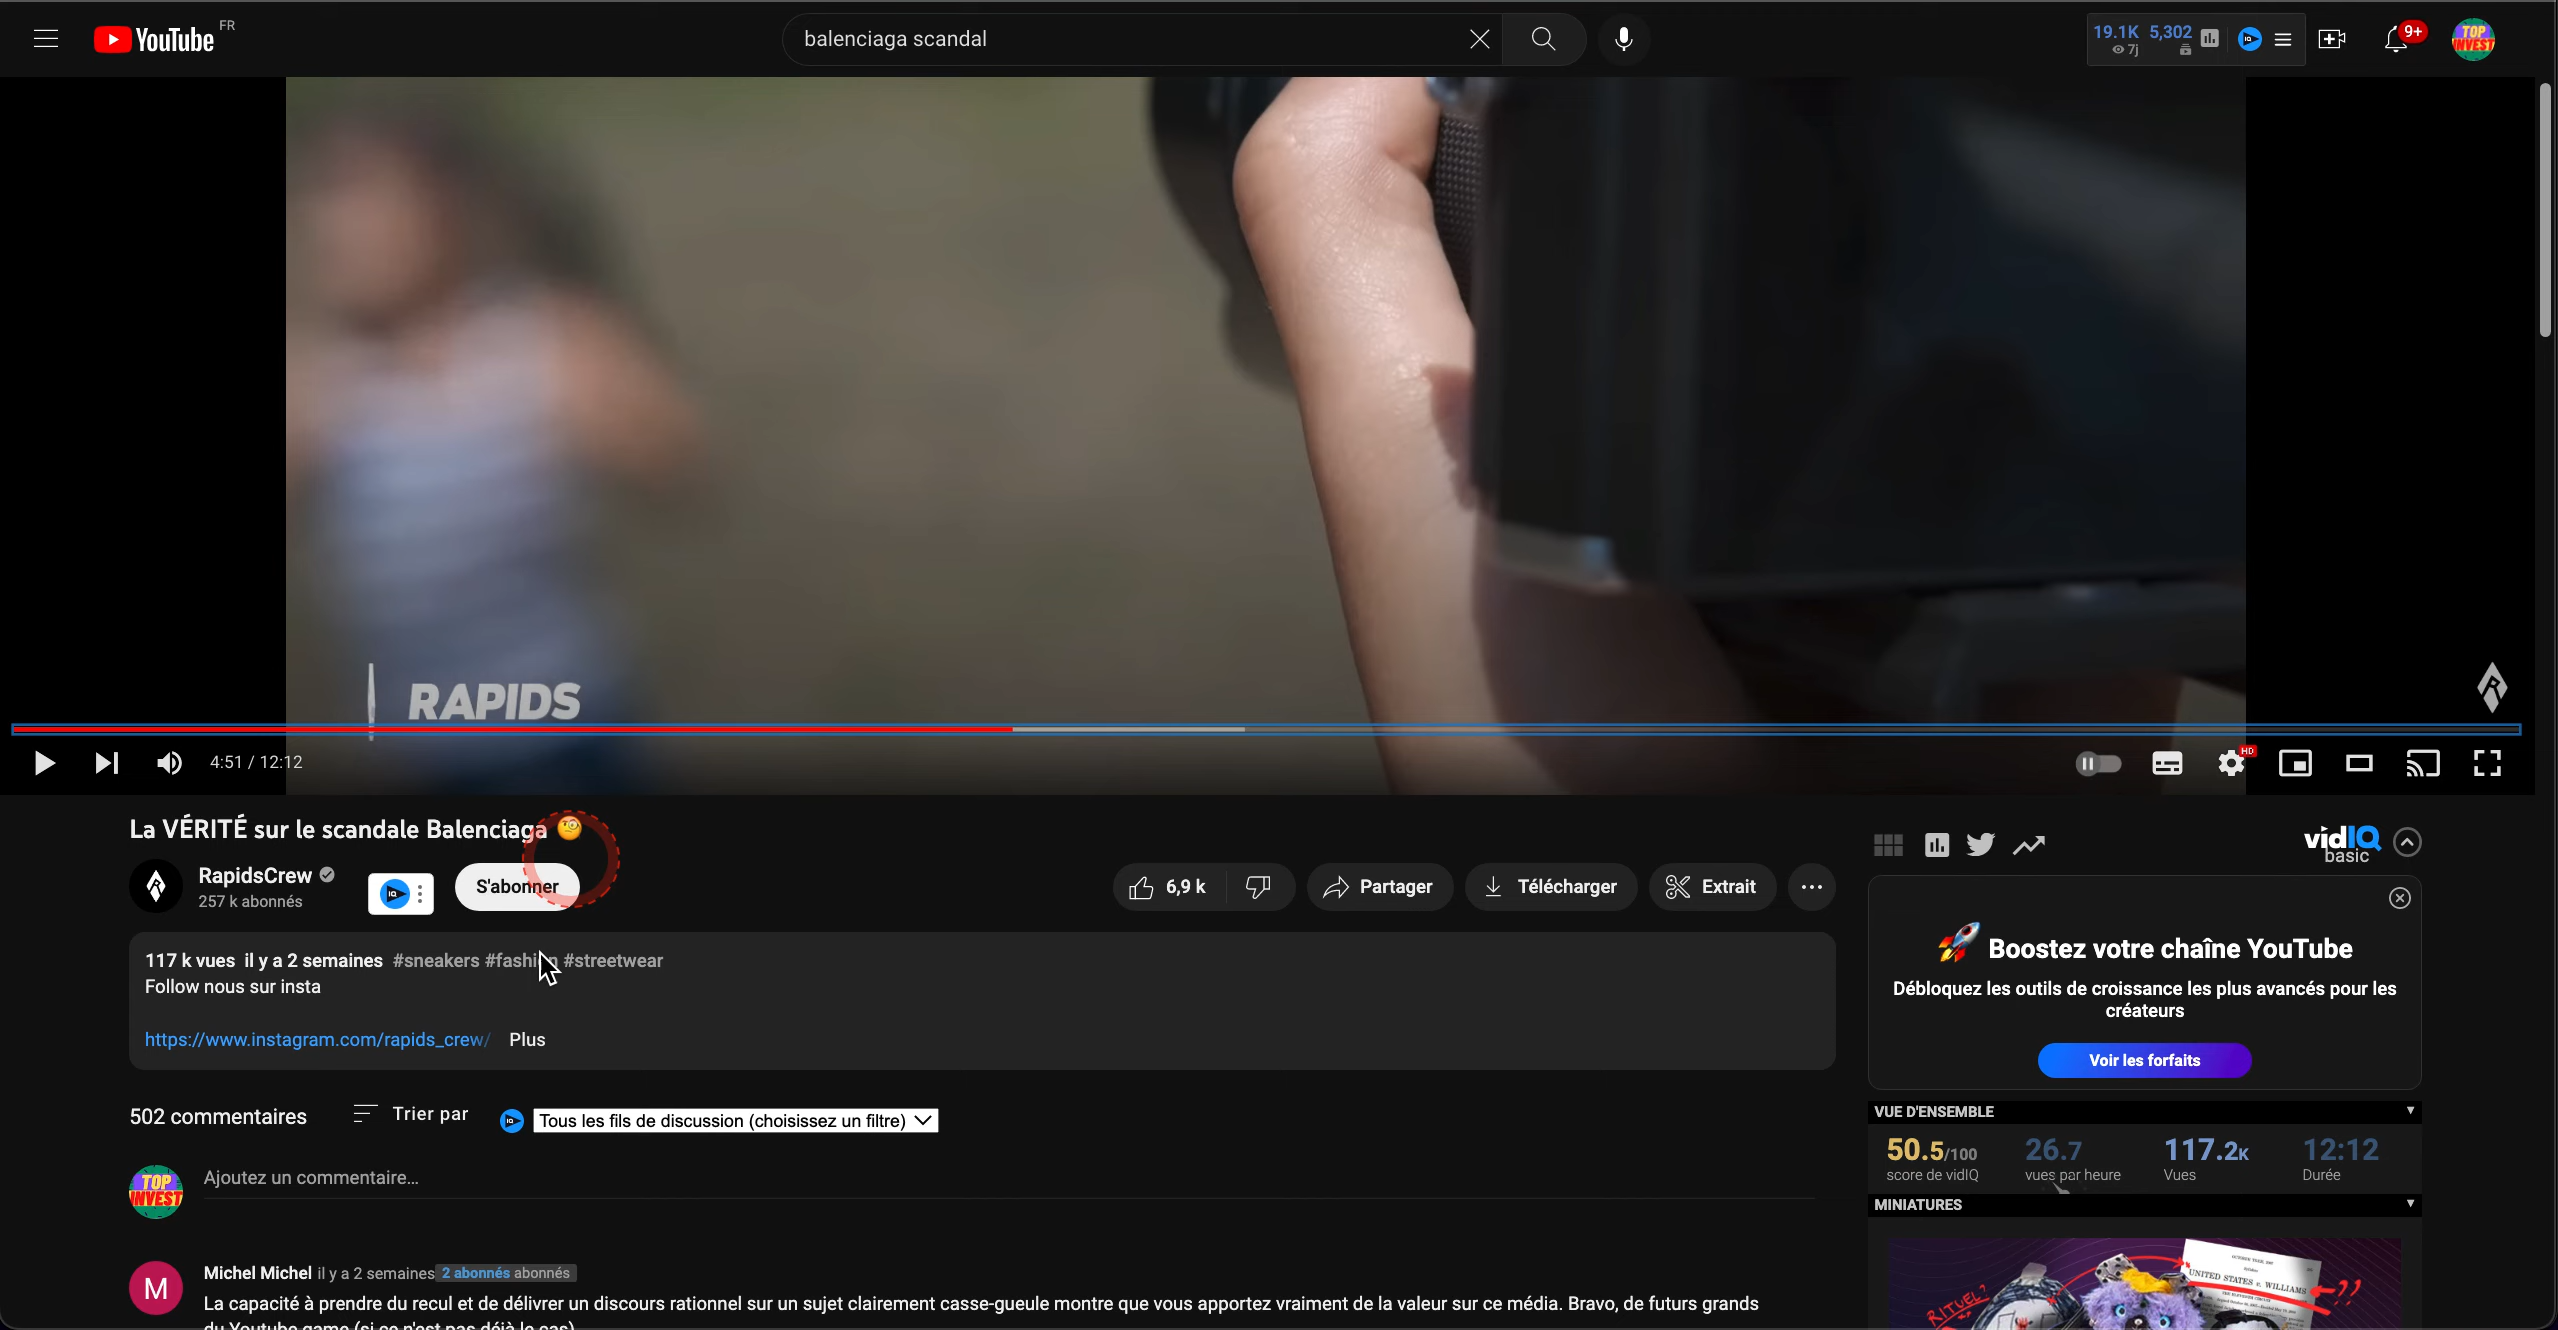 YouTube FR
balenciaga scandal
19.1K 5,302
7j
9+
TOP INVEST
RAPIDS
4:51 / 12:12
HD
La VÉRITÉ sur le scandale Balenciaga 🧐
RapidsCrew
257 k abonnés
S'abonner
6,9 k
Partager
Télécharger
Extrait
117 k vues il y a 2 semaines #sneakers #fashion #streetwear
Follow nous sur insta
https://www.instagram.com/rapids_crew/ Plus
502 commentaires
Trier par
Tous les fils de discussion (choisissez un filtre)
TOP INVEST
Ajoutez un commentaire...
M
Michel Michel il y a 2 semaines 2 abonnés abonnés
La capacité à prendre du recul et de délivrer un discours rationnel sur un sujet clairement casse-gueule montre que vous apportez vraiment de la valeur sur ce média. Bravo, de futurs grands
du Youtube game (si ce n'est pas déjà le cas)
vidIQ
basic
🚀 Boostez votre chaîne YouTube
Débloquez les outils de croissance les plus avancés pour les
créateurs
Voir les forfaits
VUE D'ENSEMBLE
50.5/100 26.7 117.2K 12:12
score de vidIQ vues par heure Vues Durée
MINIATURES
RITUEL?
UNITED STATES v. WILLIAMS
??